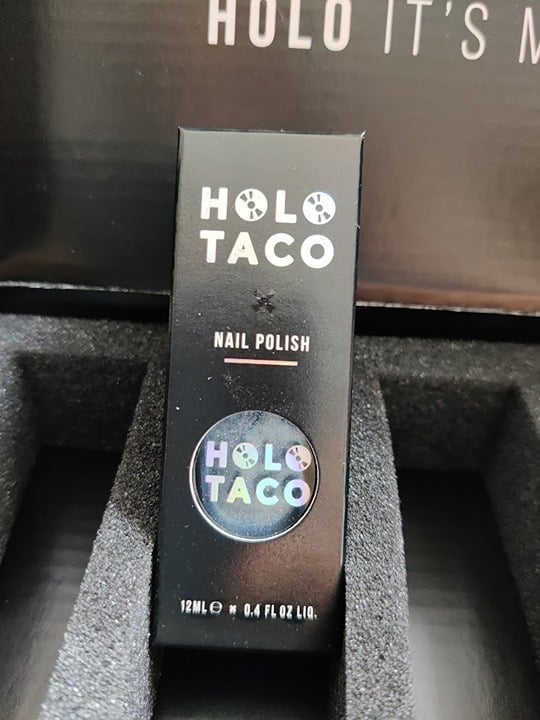 HOLO IT'S M
HOLO
TACO
NAIL POLISH
HOLO
TACO
12ML ℮ 0.4 FL OZ LIQ.